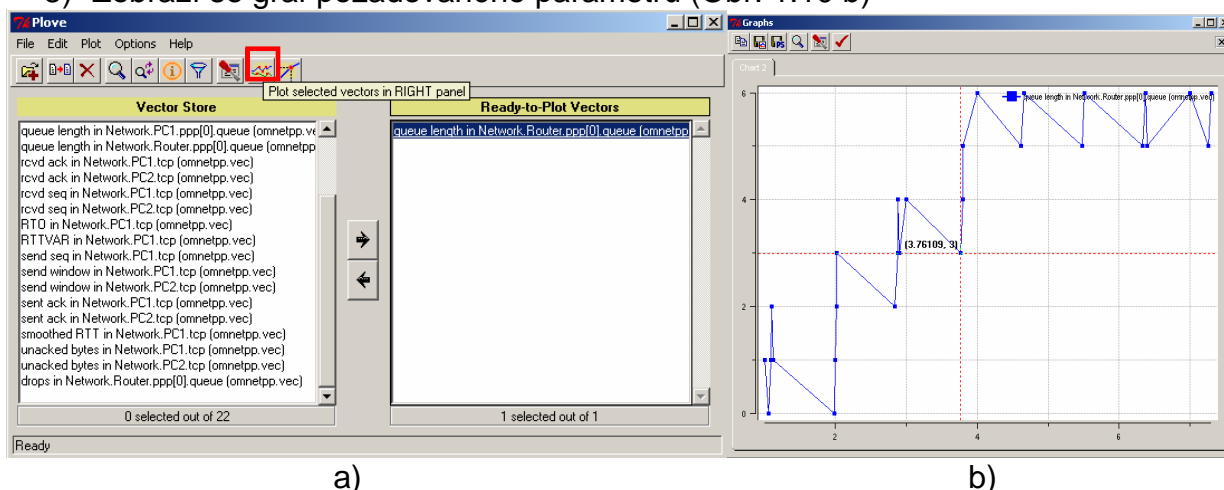 Zobrazí se graf požadovaného parametru (Obr. 1.10 b)
Plove
File Edit Plot Options Help
Plot selected vectors in RIGHT panel
Vector Store
queue length in Network.PC1.ppp[0].queue (omnetpp.ve
queue length in Network.Router.ppp[0].queue (omnetpp
rcvd ack in Network.PC1.tcp (omnetpp.vec)
rcvd ack in Network.PC2.tcp (omnetpp.vec)
rcvd seq in Network.PC1.tcp (omnetpp.vec)
rcvd seq in Network.PC2.tcp (omnetpp.vec)
RTO in Network.PC1.tcp (omnetpp.vec)
RTTVAR in Network.PC1.tcp (omnetpp.vec)
send seq in Network.PC1.tcp (omnetpp.vec)
send window in Network.PC1.tcp (omnetpp.vec)
send window in Network.PC2.tcp (omnetpp.vec)
sent ack in Network.PC1.tcp (omnetpp.vec)
sent ack in Network.PC2.tcp (omnetpp.vec)
smoothed RTT in Network.PC1.tcp (omnetpp.vec)
unacked bytes in Network.PC1.tcp (omnetpp.vec)
unacked bytes in Network.PC2.tcp (omnetpp.vec)
drops in Network.Router.ppp[0].queue (omnetpp.vec)
0 selected out of 22
Ready-to-Plot Vectors
queue length in Network.Router.ppp[0].queue (omnetpp
1 selected out of 1
Ready
Graphs
Chart 2
queue length in Network.Router.ppp[0].queue (omnetpp.vec)
6
4
2
0
(3.76109, 3)
2 4 6
a) b)